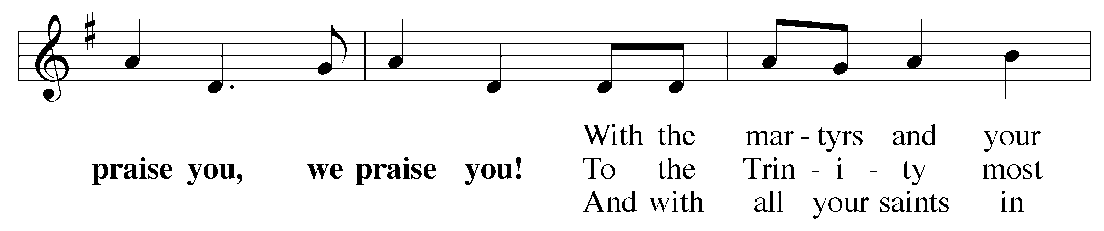 With the mar - tyrs and your
praise you, we praise you! To the Trin - i - ty most
And with all your saints in